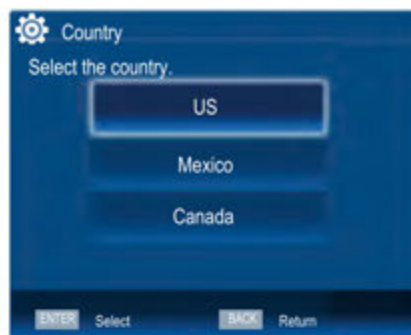 Country
Select the country.
US
Mexico
Canada
ENTER Select BACK Return